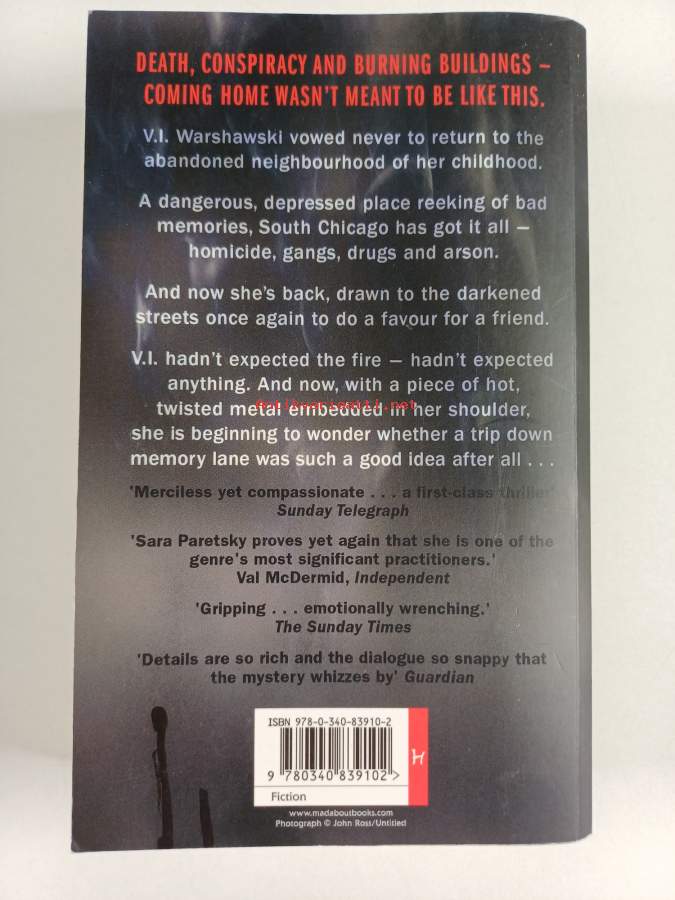 DEATH, CONSPIRACY AND BURNING BUILDINGS –
COMING HOME WASN'T MEANT TO BE LIKE THIS.
V.I. Warshawski vowed never to return to the
abandoned neighbourhood of her childhood.
A dangerous, depressed place reeking of bad
memories, South Chicago has got it all –
homicide, gangs, drugs and arson.
And now she's back, drawn to the darkened
streets once again to do a favour for a friend.
V.I. hadn't expected the fire – hadn't expected
anything. And now, with a piece of hot,
twisted metal embedded in her shoulder,
she is beginning to wonder whether a trip down
memory lane was such a good idea after all . . .
'Merciless yet compassionate . . . a first-class thriller'
Sunday Telegraph
'Sara Paretsky proves yet again that she is one of the
genre's most significant practitioners.'
Val McDermid, Independent
'Gripping . . . emotionally wrenching.'
The Sunday Times
'Details are so rich and the dialogue so snappy that
the mystery whizzes by' Guardian
ISBN 978-0-340-83910-2
9 780340 839102 >
H
Fiction
www.madaboutbooks.com
Photograph © John Ross/Untitled